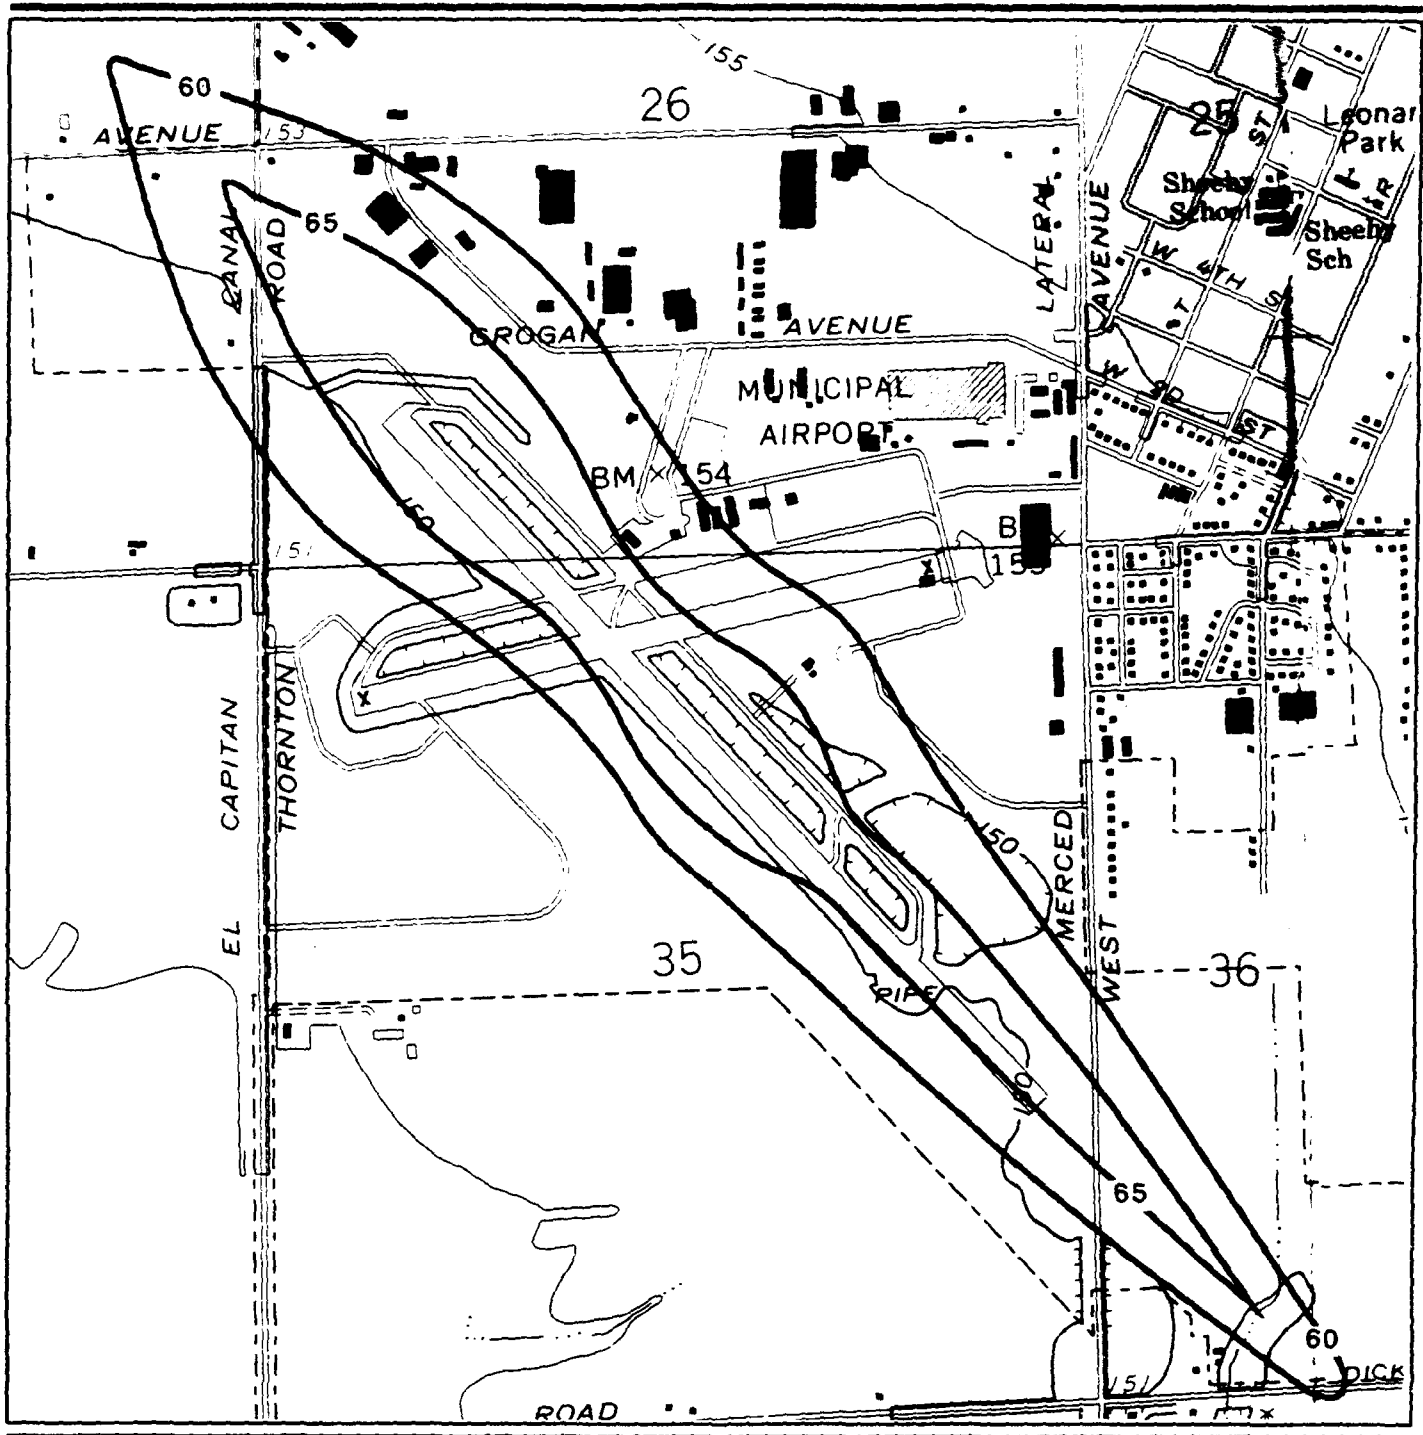 155
60
26
25
ST
Leonar
Park
AVENUE
153
R
Sheehy
School
Sheehy
Sch
65
CANAL
ROAD
LATERAL
AVENUE
W 4TH S
ST
GROGAN
AVENUE
W 2D ST
MUNICIPAL
AIRPORT
BM × 154
150
B ×
155
151
EL CAPITAN
THORNTON
150
MERCED
WEST
35
36
PIPE
150
65
60
DICK
151
ROAD